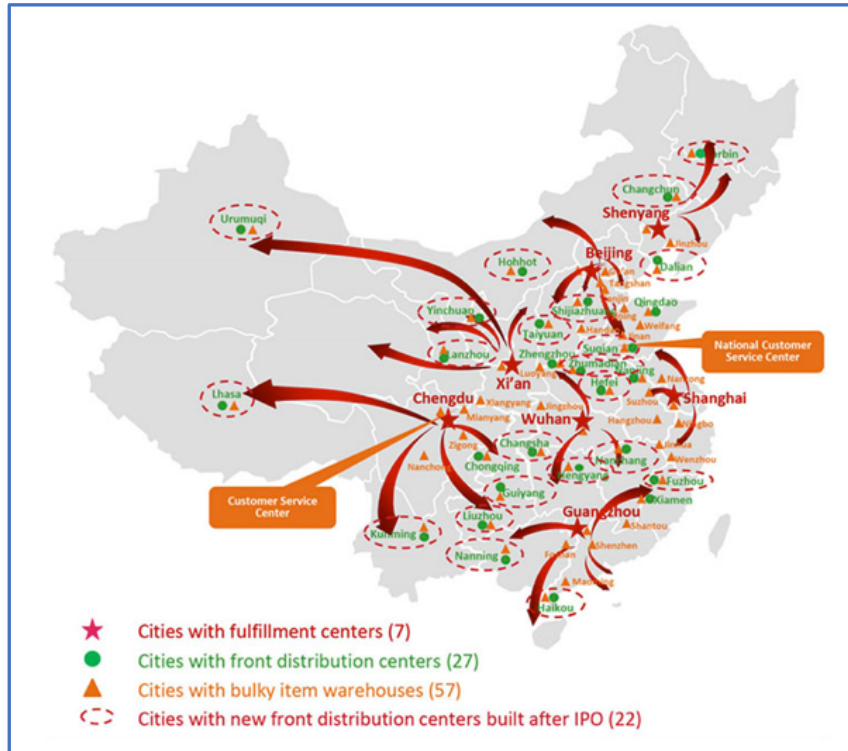 Harbin
Changchun
Shenyang
Jinzhou
Urumuqi
Beijing
Dalian
Hohhot
Tangshan
Qingdao
Yinchuan
Shijiazhuang
Weifang
Taiyuan
Handan
Jinan
Suqian
National Customer
Service Center
Lanzhou
Zhengzhou
Zhumadian
Luoyang
Nanjing
Xi'an
Hefei
Nantong
Lhasa
Chengdu
Xiangyang
Jingzhou
Suzhou
Shanghai
Mianyang
Wuhan
Hangzhou
Ningbo
Zigong
Changsha
Jinhua
Nanchong
Chongqing
Nanchang
Wenzhou
Hengyang
Customer Service
Center
Guiyang
Fuzhou
Liuzhou
Guangzhou
Xiamen
Kunming
Shantou
Nanning
Foshan
Shenzhen
Maoming
Haikou
Cities with fulfillment centers (7)
Cities with front distribution centers (27)
Cities with bulky item warehouses (57)
Cities with new front distribution centers built after IPO (22)